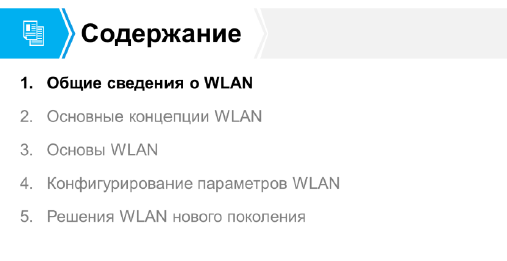 Содержание
1. Общие сведения о WLAN
2. Основные концепции WLAN
3. Основы WLAN
4. Конфигурирование параметров WLAN
5. Решения WLAN нового поколения